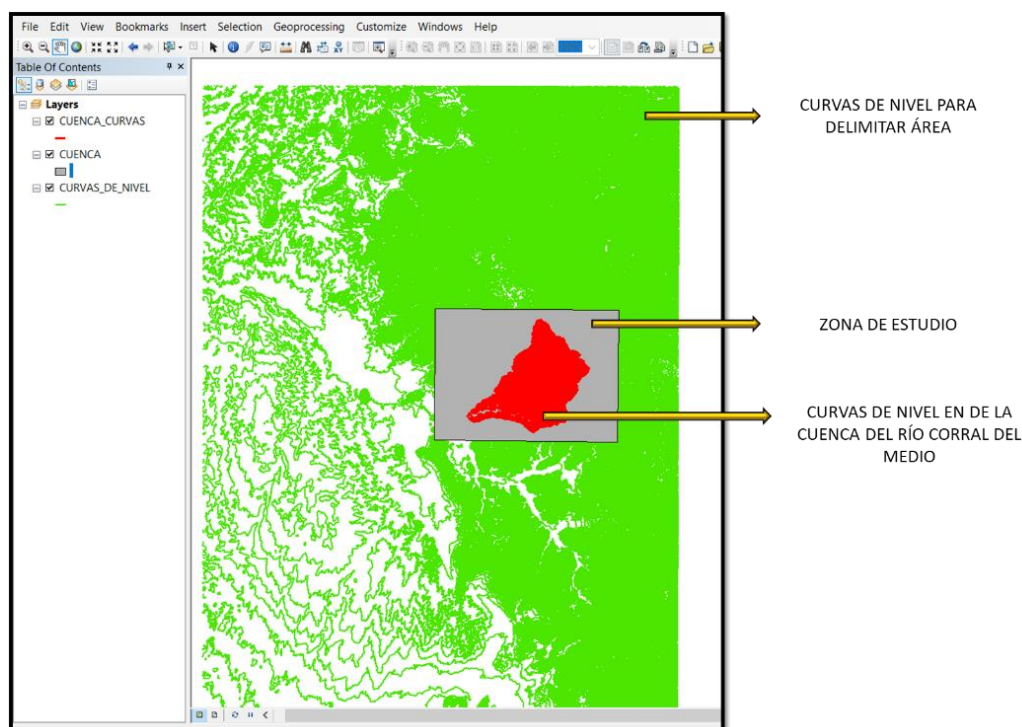 File Edit View Bookmarks Insert Selection Geoprocessing Customize Windows Help
Table Of Contents
Layers
CUENCA_CURVAS
CUENCA
CURVAS_DE_NIVEL
CURVAS DE NIVEL PARA
DELIMITAR ÁREA
ZONA DE ESTUDIO
CURVAS DE NIVEL EN DE LA
CUENCA DEL RÍO CORRAL DEL
MEDIO